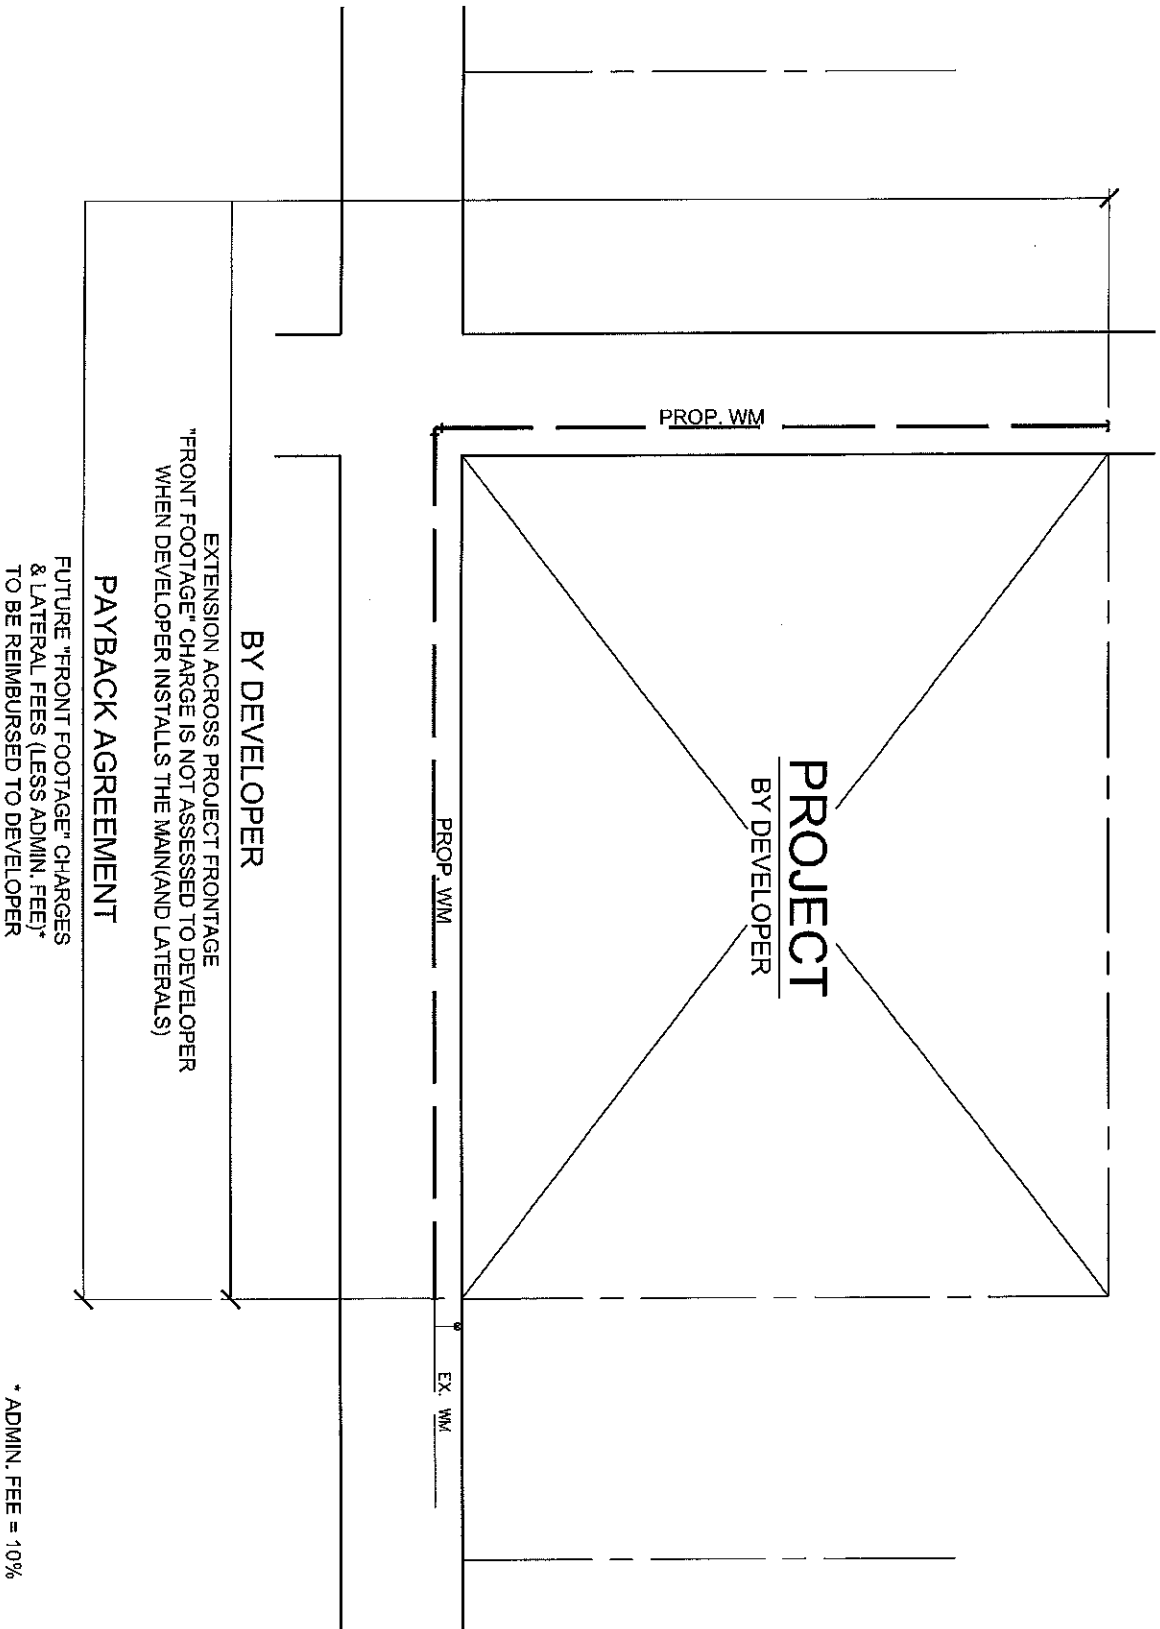 PROJECT
BY DEVELOPER
PROP. WM
PROP. WM
EX. WM
BY DEVELOPER
EXTENSION ACROSS PROJECT FRONTAGE
"FRONT FOOTAGE" CHARGE IS NOT ASSESSED TO DEVELOPER
WHEN DEVELOPER INSTALLS THE MAIN(AND LATERALS)
PAYBACK AGREEMENT
FUTURE "FRONT FOOTAGE" CHARGES
& LATERAL FEES (LESS ADMIN. FEE)*
TO BE REIMBURSED TO DEVELOPER
* ADMIN. FEE = 10%